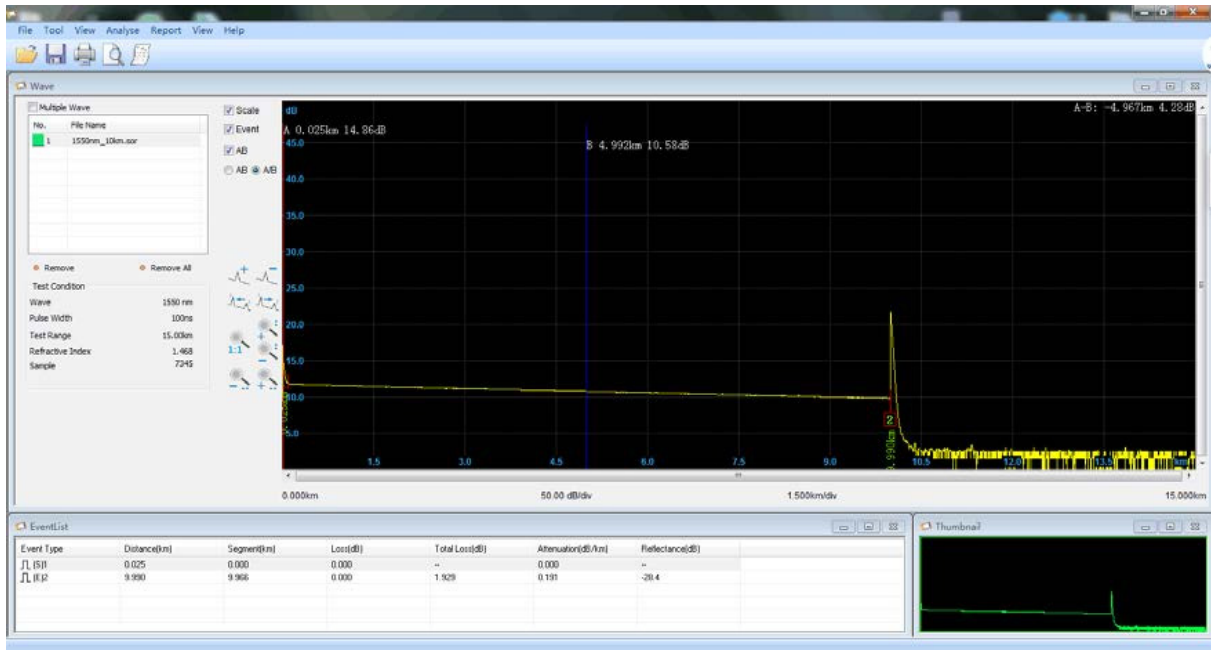 File Tool View Analyse Report View Help
Wave
Multiple Wave
No. File Name
1 1550nm_10km.sor
Remove Remove All
Test Condition
Wave 1550 nm
Pulse Width 100ns
Test Range 15.00km
Refractive Index 1.468
Sample 7345
Scale
Event
AB
AB A/B
1:1
dB
A-B: -4.967km 4.28dB
A 0.025km 14.86dB
B 4.992km 10.58dB
45.0
40.0
35.0
30.0
25.0
20.0
15.0
10.0
5.0
2
1.5 3.0 4.5 6.0 7.5 9.0 10.5 12.0 13.5 km
0.000km 50.00 dB/div 1.500km/div 15.000km
EventList
Event Type Distance(km) Segment(km) Loss(dB) Total Loss(dB) Attenuation(dB/km) Reflectance(dB)
(S)1 0.025 0.000 0.000 -- 0.000 --
(E)2 9.990 9.966 0.000 1.929 0.191 -28.4
Thumbnail